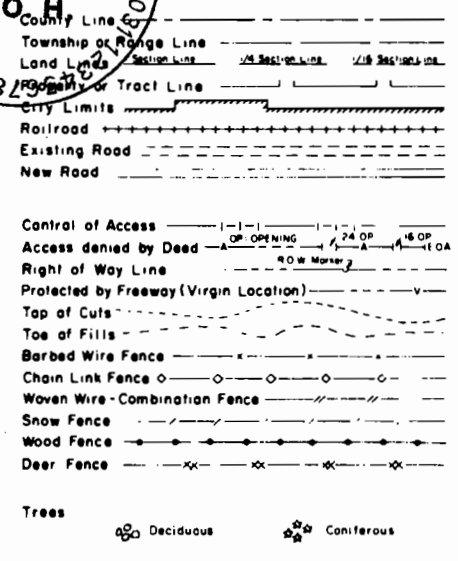 O. H.
County Line
Township or Range Line
Land Lines Section Line 1/4 Section Line 1/16 Section Line
Property or Tract Line
City Limits
Railroad
Existing Road
New Road
Control of Access
Access denied by Deed A OP: OPENING 24 OP A 16 OP EOA
Right of Way Line R O W Marker
Protected by Freeway (Virgin Location) V
Top of Cuts
Toe of Fills
Barbed Wire Fence
Chain Link Fence
Woven Wire - Combination Fence
Snow Fence
Wood Fence
Deer Fence
Trees
Deciduous Coniferous